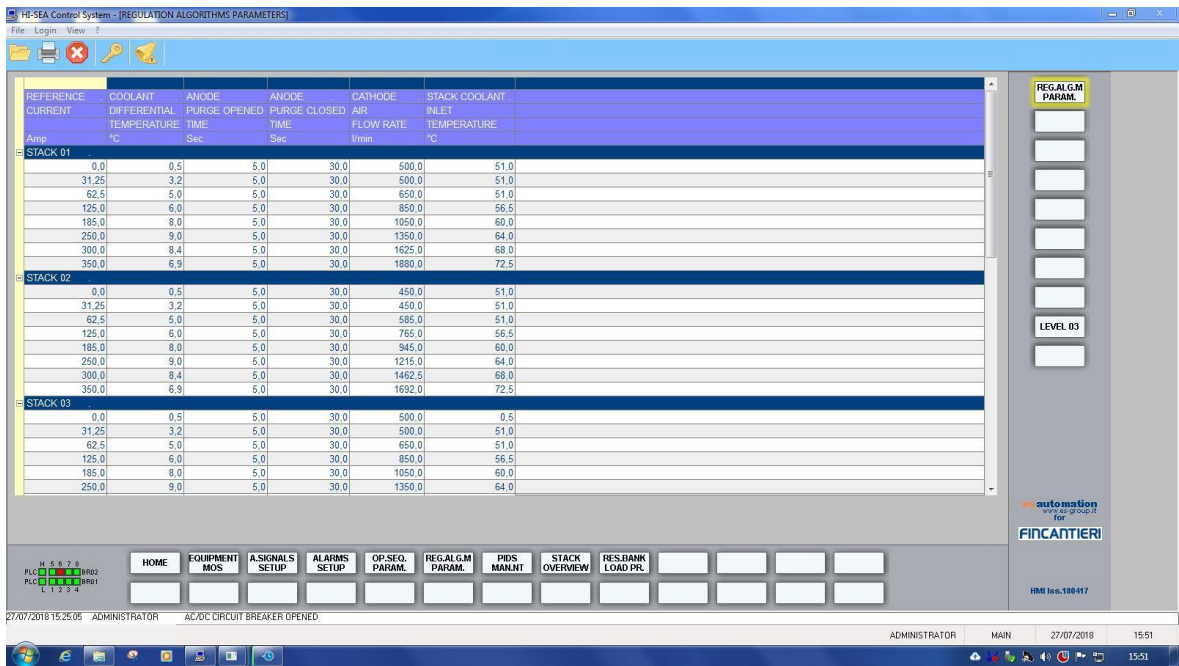 HI-SEA Control System - [REGULATION ALGORITHMS PARAMETERS]
File Login View ?
REFERENCE COOLANT ANODE ANODE CATHODE STACK COOLANT
CURRENT DIFFERENTIAL PURGE OPENED PURGE CLOSED AIR INLET
TEMPERATURE TIME TIME FLOW RATE TEMPERATURE
Amp °C Sec Sec l/min °C
STACK 01
0,0 0,5 5,0 30,0 500,0 51,0
31,25 3,2 5,0 30,0 500,0 51,0
62,5 5,0 5,0 30,0 650,0 51,0
125,0 6,0 5,0 30,0 850,0 56,5
185,0 8,0 5,0 30,0 1050,0 60,0
250,0 9,0 5,0 30,0 1350,0 64,0
300,0 8,4 5,0 30,0 1625,0 68,0
350,0 6,9 5,0 30,0 1880,0 72,5
STACK 02
0,0 0,5 5,0 30,0 450,0 51,0
31,25 3,2 5,0 30,0 450,0 51,0
62,5 5,0 5,0 30,0 585,0 51,0
125,0 6,0 5,0 30,0 765,0 56,5
185,0 8,0 5,0 30,0 945,0 60,0
250,0 9,0 5,0 30,0 1215,0 64,0
300,0 8,4 5,0 30,0 1462,5 68,0
350,0 6,9 5,0 30,0 1692,0 72,5
STACK 03
0,0 0,5 5,0 30,0 500,0 0,5
31,25 3,2 5,0 30,0 500,0 51,0
62,5 5,0 5,0 30,0 650,0 51,0
125,0 6,0 5,0 30,0 850,0 56,5
185,0 8,0 5,0 30,0 1050,0 60,0
250,0 9,0 5,0 30,0 1350,0 64,0
REG.ALG.M
PARAM.
LEVEL 03
es automation
www.es-group.it
for
FINCANTIERI
HMI Iss.180417
H 5 6 7 8
PLC BR02
PLC BR01
L 1 2 3 4
HOME
EQUIPMENT
MOS
A.SIGNALS
SETUP
ALARMS
SETUP
OP.SEQ.
PARAM.
REG.ALG.M
PARAM.
PIDS
MAN.NT
STACK
OVERVIEW
RES.BANK
LOAD PR.
27/07/2018 15:25:05 ADMINISTRATOR AC/DC CIRCUIT BREAKER OPENED
ADMINISTRATOR MAIN 27/07/2018 15:51
15:51